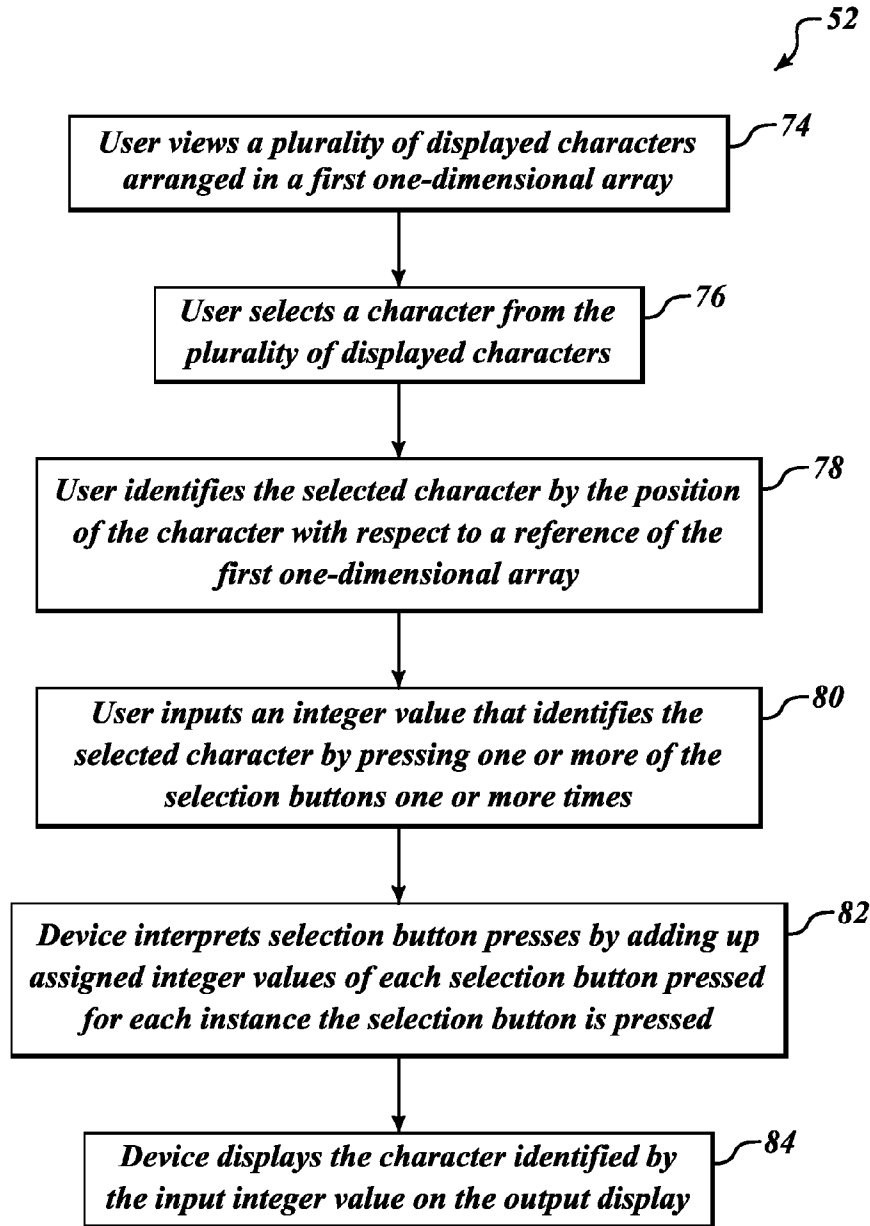 52
74
User views a plurality of displayed characters
arranged in a first one-dimensional array
76
User selects a character from the
plurality of displayed characters
78
User identifies the selected character by the position
of the character with respect to a reference of the
first one-dimensional array
80
User inputs an integer value that identifies the
selected character by pressing one or more of the
selection buttons one or more times
82
Device interprets selection button presses by adding up
assigned integer values of each selection button pressed
for each instance the selection button is pressed
84
Device displays the character identified by
the input integer value on the output display